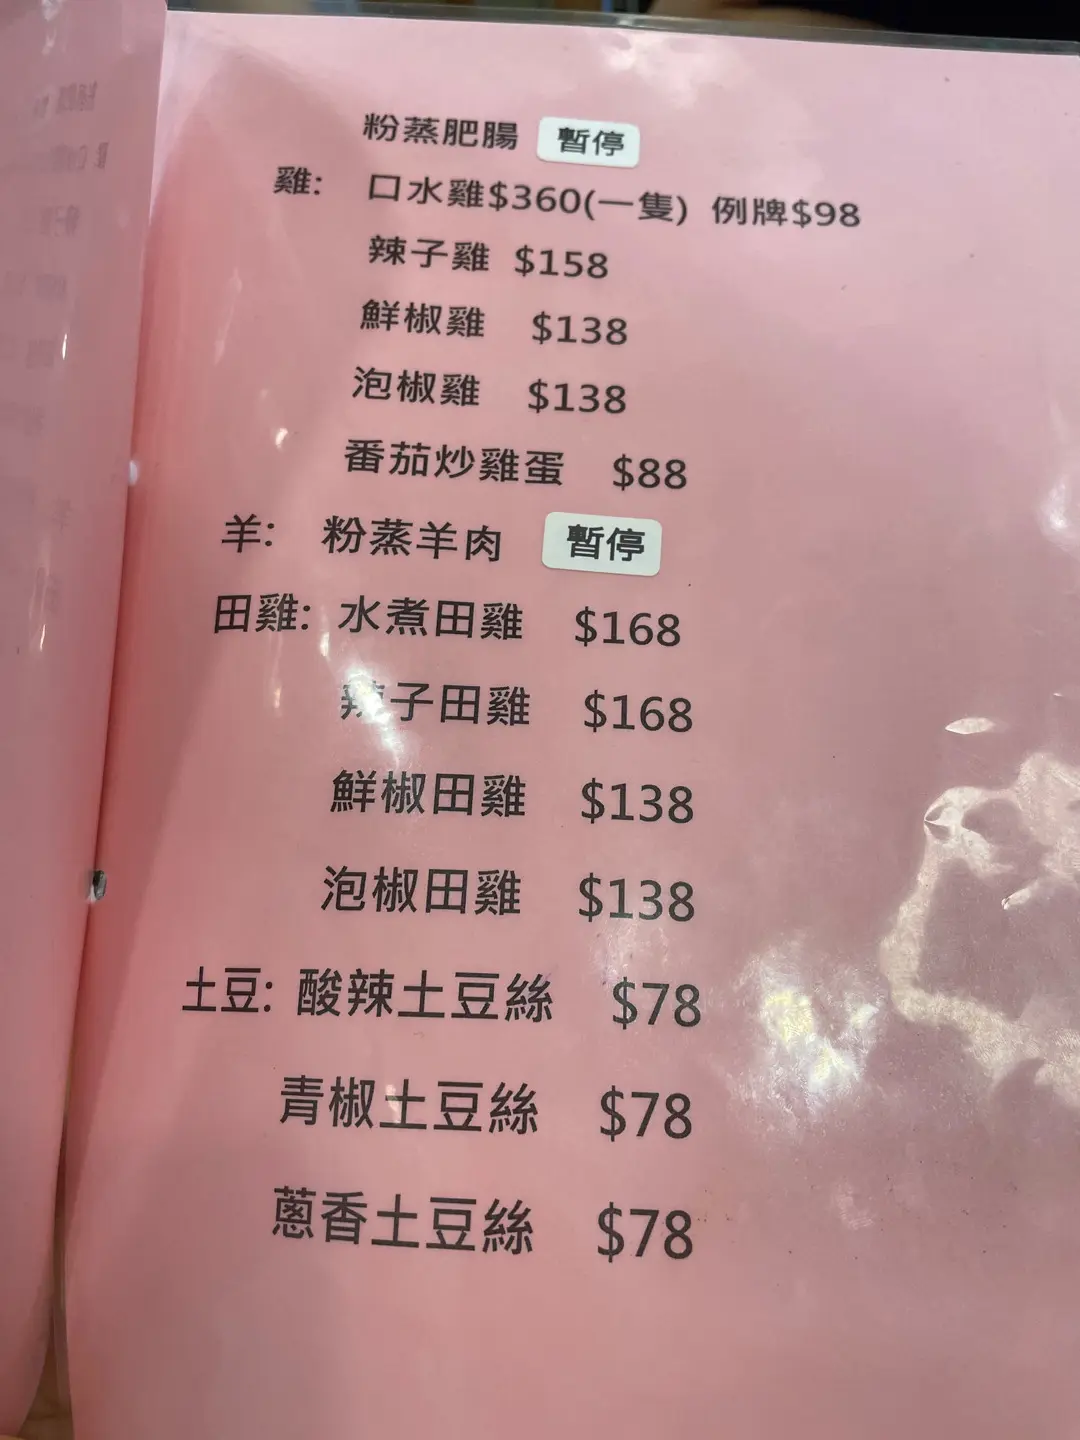 粉蒸肥腸 暫停
雞: 口水雞$360(一隻) 例牌$98
辣子雞 $158
鮮椒雞 $138
泡椒雞 $138
番茄炒雞蛋 $88
羊: 粉蒸羊肉 暫停
田雞: 水煮田雞 $168
辣子田雞 $168
鮮椒田雞 $138
泡椒田雞 $138
土豆: 酸辣土豆絲 $78
青椒土豆絲 $78
蔥香土豆絲 $78